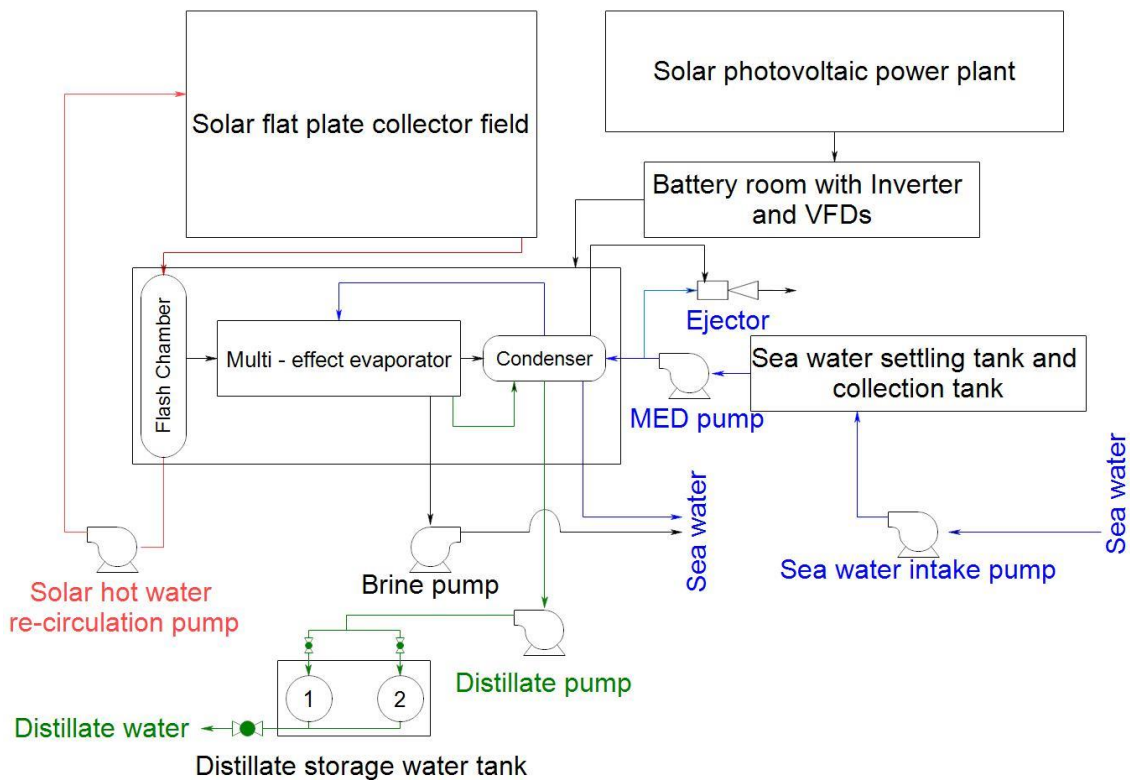 Solar flat plate collector field
Solar photovoltaic power plant
Battery room with Inverter
and VFDs
Flash Chamber
Multi - effect evaporator
Condenser
Ejector
MED pump
Sea water settling tank and
collection tank
Sea water
Sea water
Sea water intake pump
Brine pump
Solar hot water
re-circulation pump
Distillate pump
1
2
Distillate water
Distillate storage water tank